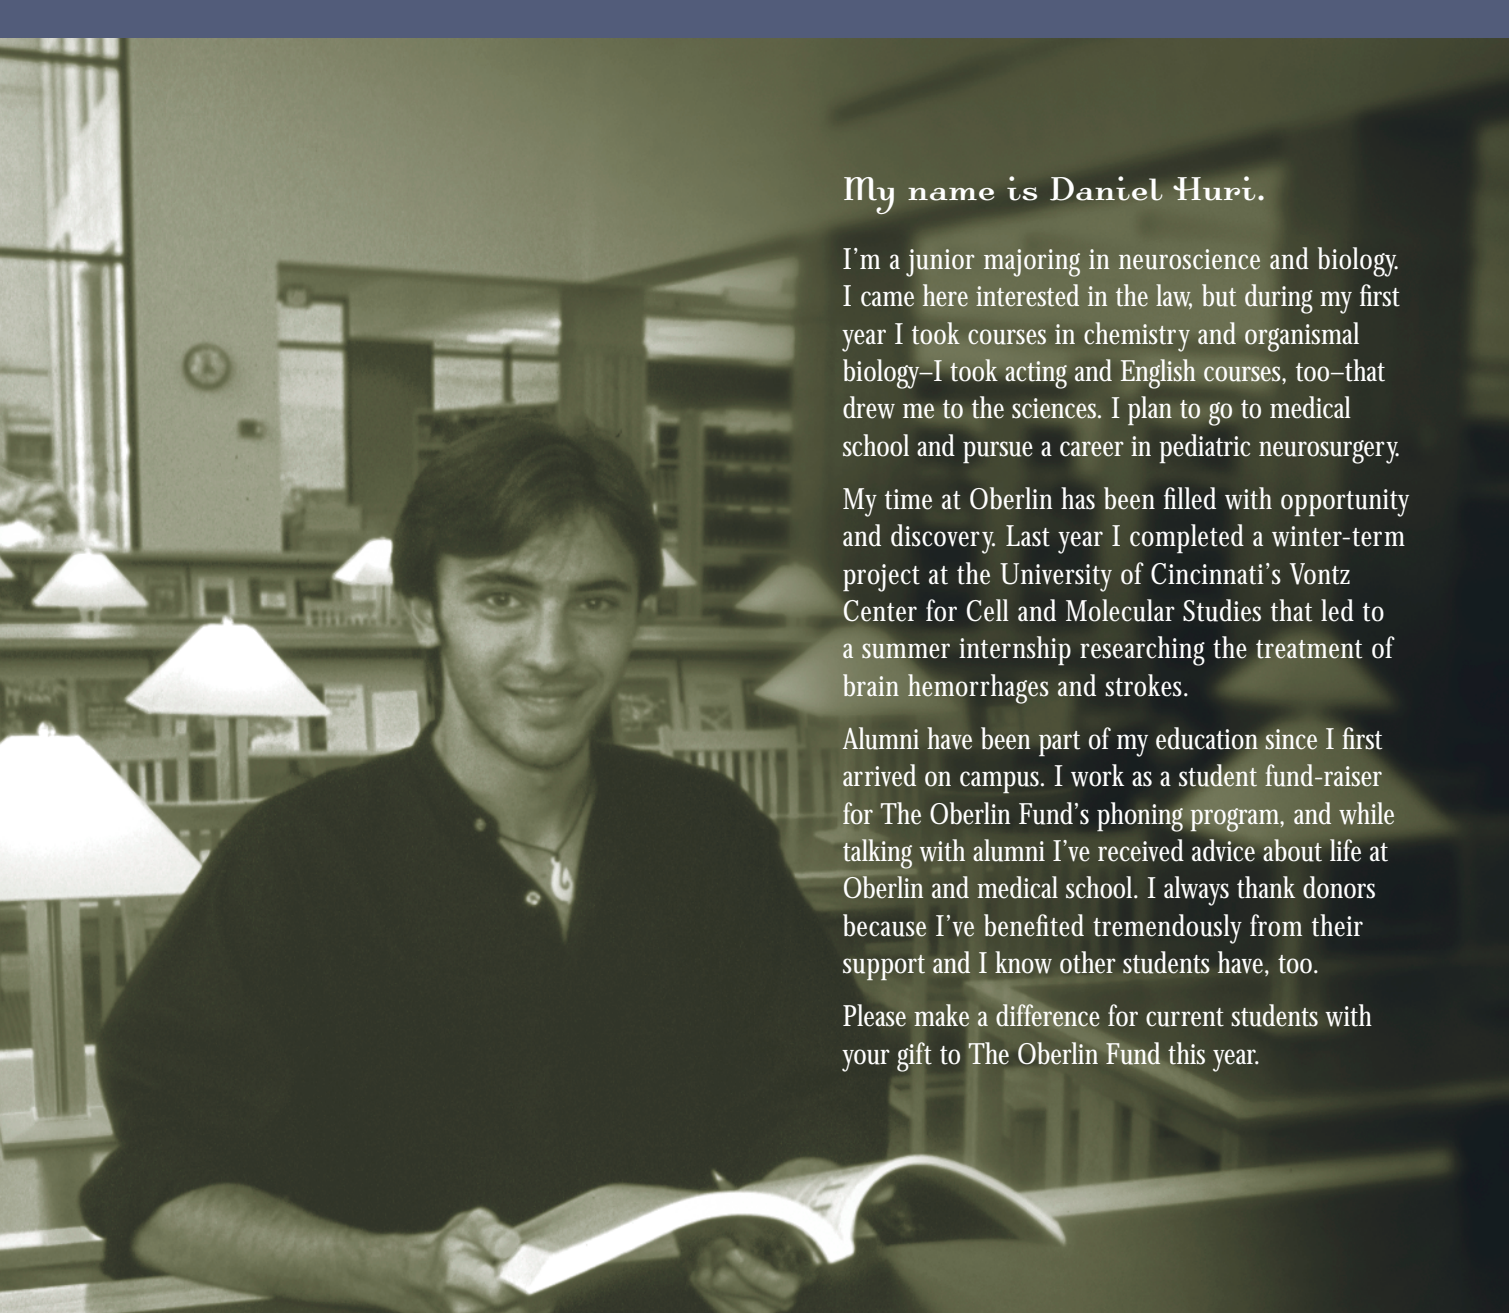 My name is Daniel Huri.
I'm a junior majoring in neuroscience and biology.
I came here interested in the law, but during my first
year I took courses in chemistry and organismal
biology–I took acting and English courses, too–that
drew me to the sciences. I plan to go to medical
school and pursue a career in pediatric neurosurgery.
My time at Oberlin has been filled with opportunity
and discovery. Last year I completed a winter-term
project at the University of Cincinnati's Vontz
Center for Cell and Molecular Studies that led to
a summer internship researching the treatment of
brain hemorrhages and strokes.
Alumni have been part of my education since I first
arrived on campus. I work as a student fund-raiser
for The Oberlin Fund's phoning program, and while
talking with alumni I've received advice about life at
Oberlin and medical school. I always thank donors
because I've benefited tremendously from their
support and I know other students have, too.
Please make a difference for current students with
your gift to The Oberlin Fund this year.